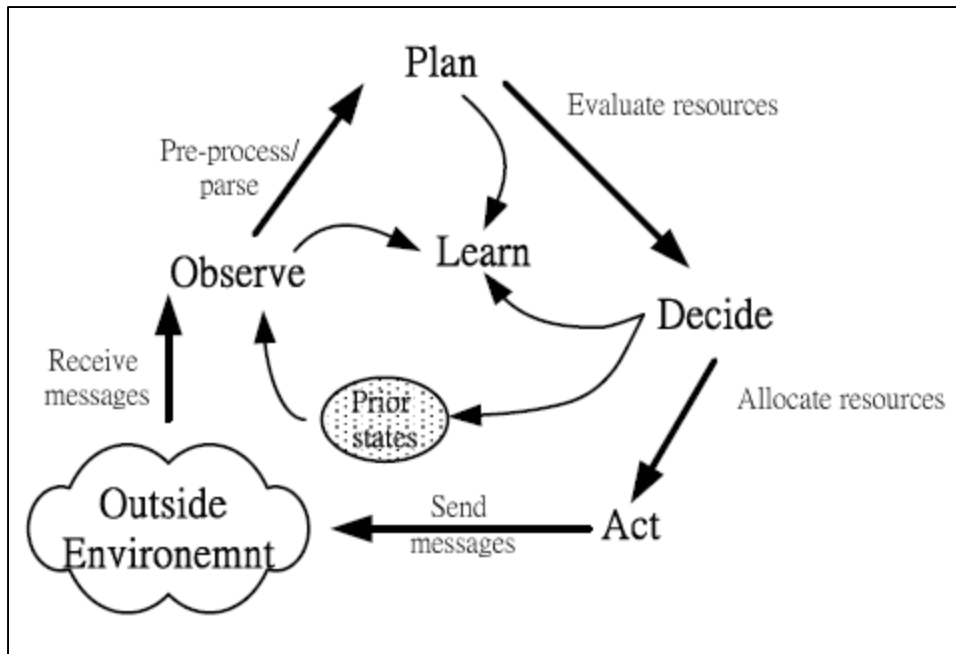 Plan
Evaluate resources
Pre-process/
parse
Learn
Observe
Decide
Receive
messages
Prior
states
Allocate resources
Outside
Environemnt
Send
messages
Act